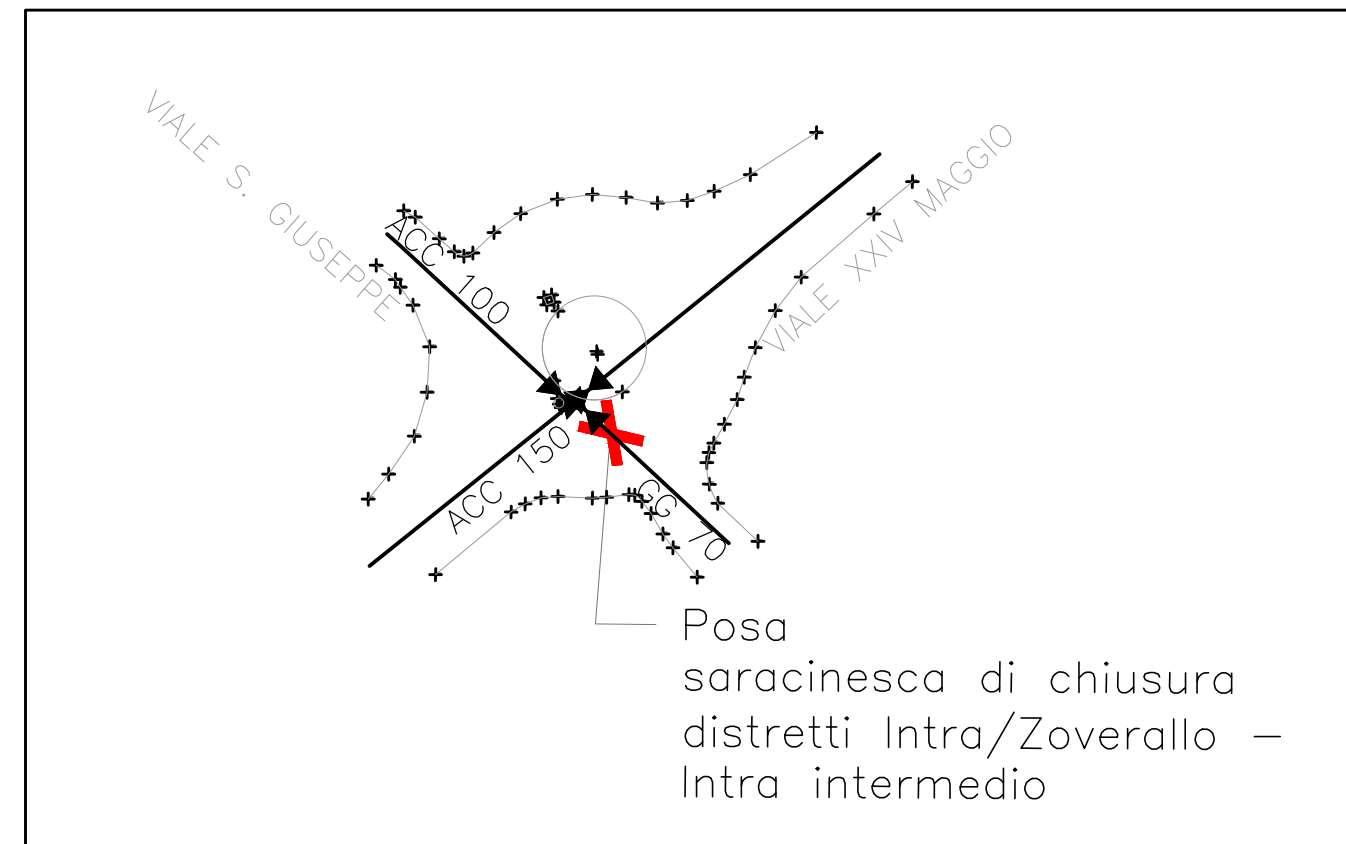 VIALE S. GIUSEPPE
VIALE XXIV MAGGIO
ACC 100
ACC 150
GG 70
Posa
saracinesca di chiusura
distretti Intra/Zoverallo –
Intra intermedio